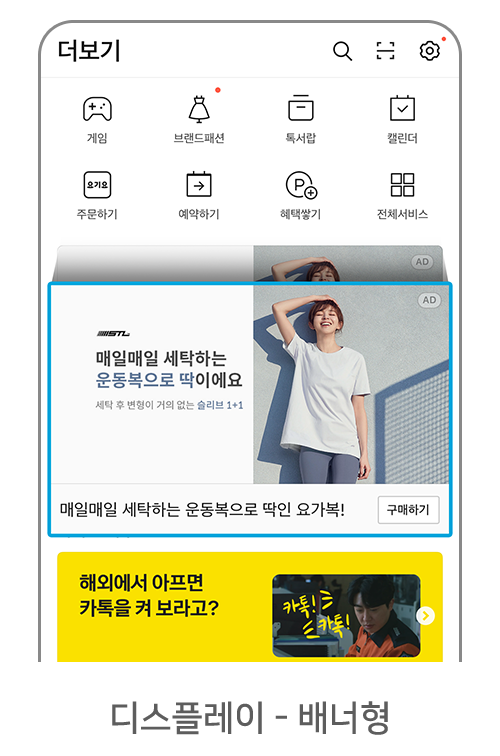 더보기
게임
브랜드패션
톡서랍
캘린더
요기요
주문하기
예약하기
P
혜택쌓기
전체서비스
AD
AD
STL
매일매일 세탁하는
운동복으로 딱이에요
세탁 후 변형이 거의 없는 슬리브 1+1
매일매일 세탁하는 운동복으로 딱인 요가복!
구매하기
해외에서 아프면
카톡을 켜 보라고?
카톡!
카톡!
디스플레이 - 배너형